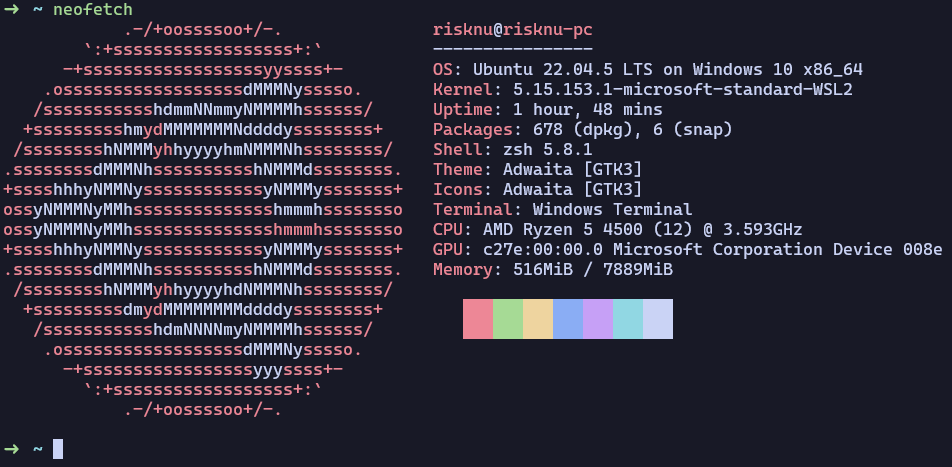 ➜ ~ neofetch
.-/+oossssoo+/-. risknu@risknu-pc
`:+ssssssssssssssssss+:` ----------------
-+ssssssssssssssssssyyssss+- OS: Ubuntu 22.04.5 LTS on Windows 10 x86_64
.ossssssssssssssssssdMMMNysssso. Kernel: 5.15.153.1-microsoft-standard-WSL2
/ssssssssssshdmmNNmmyNMMMMhssssss/ Uptime: 1 hour, 48 mins
+ssssssssshmydMMMMMMMNddddyssssssss+ Packages: 678 (dpkg), 6 (snap)
/sssssssshNMMMyhhyyyyhmNMMMNhssssssss/ Shell: zsh 5.8.1
.ssssssssdMMMNhsssssssssshNMMMdssssssss. Theme: Adwaita [GTK3]
+sssshhhyNMMNyssssssssssssyNMMMysssssss+ Icons: Adwaita [GTK3]
ossyNMMMNyMMhsssssssssssssshmmmhssssssso Terminal: Windows Terminal
ossyNMMMNyMMhsssssssssssssshmmmhssssssso CPU: AMD Ryzen 5 4500 (12) @ 3.593GHz
+sssshhhyNMMNyssssssssssssyNMMMysssssss+ GPU: c27e:00:00.0 Microsoft Corporation Device 008e
.ssssssssdMMMNhsssssssssshNMMMdssssssss. Memory: 516MiB / 7889MiB
/sssssssshNMMMyhhyyyyhdNMMMNhssssssss/
+sssssssssdmydMMMMMMMMddddyssssssss+
/ssssssssssshdmNNNNmyNMMMMhssssss/
.ossssssssssssssssssdMMMNysssso.
-+sssssssssssssssssyyyssss+-
`:+ssssssssssssssssss+:`
.-/+oossssoo+/-.
➜ ~